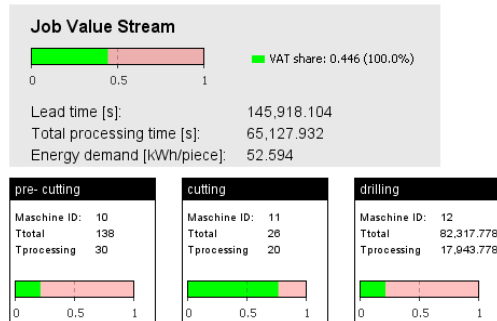 Job Value Stream
VAT share: 0.446 (100.0%)
0 0.5 1
Lead time [s]: 145,918.104
Total processing time [s]: 65,127.932
Energy demand [kWh/piece]: 52.594
pre- cutting
Maschine ID: 10
Ttotal 138
Tprocessing 30
0 0.5 1
cutting
Maschine ID: 11
Ttotal 26
Tprocessing 20
0 0.5 1
drilling
Maschine ID: 12
Ttotal 82,317.778
Tprocessing 17,943.778
0 0.5 1